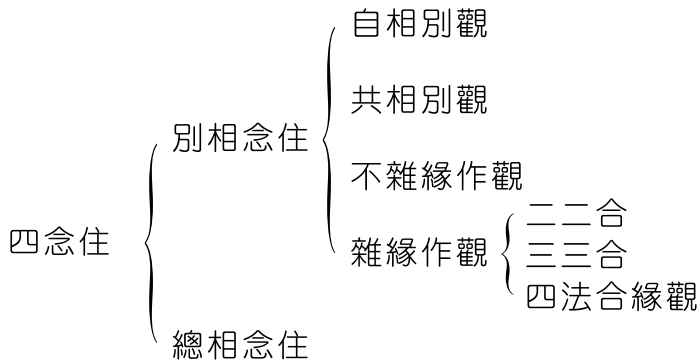 四念住
別相念住
自相別觀
共相別觀
不雜緣作觀
雜緣作觀
二二合
三三合
四法合緣觀
總相念住